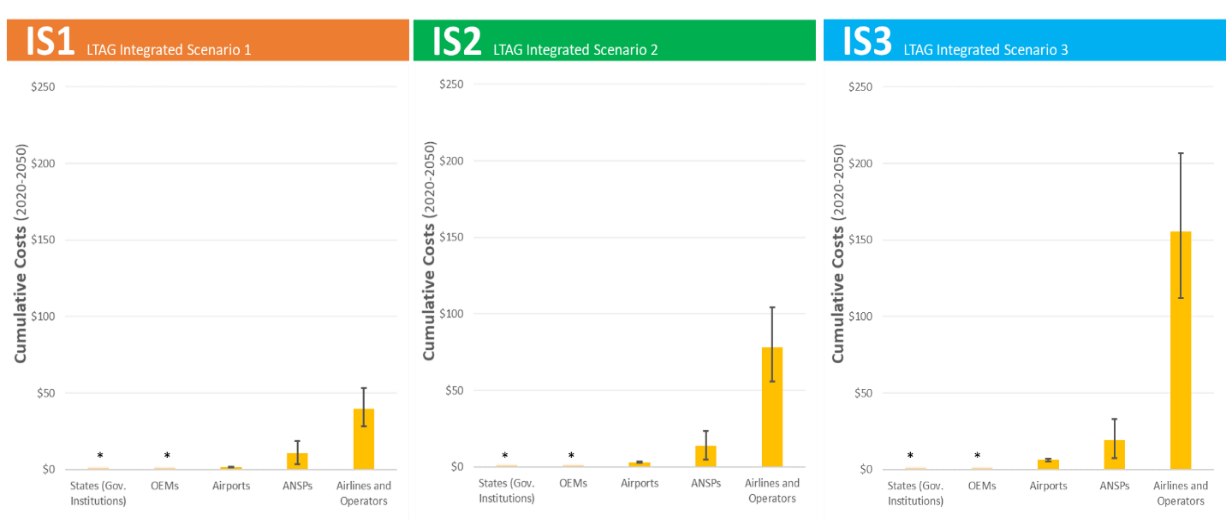 IS1 LTAG Integrated Scenario 1
$250
$200
$150
$100
$50
$0
Cumulative Costs (2020-2050)
*
*
States (Gov.
Institutions)
OEMs
Airports
ANSPs
Airlines and
Operators
IS2 LTAG Integrated Scenario 2
$250
$200
$150
$100
$50
$0
Cumulative Costs (2020-2050)
*
*
States (Gov.
Institutions)
OEMs
Airports
ANSPs
Airlines and
Operators
IS3 LTAG Integrated Scenario 3
$250
$200
$150
$100
$50
$0
Cumulative Costs (2020-2050)
*
*
States (Gov.
Institutions)
OEMs
Airports
ANSPs
Airlines and
Operators